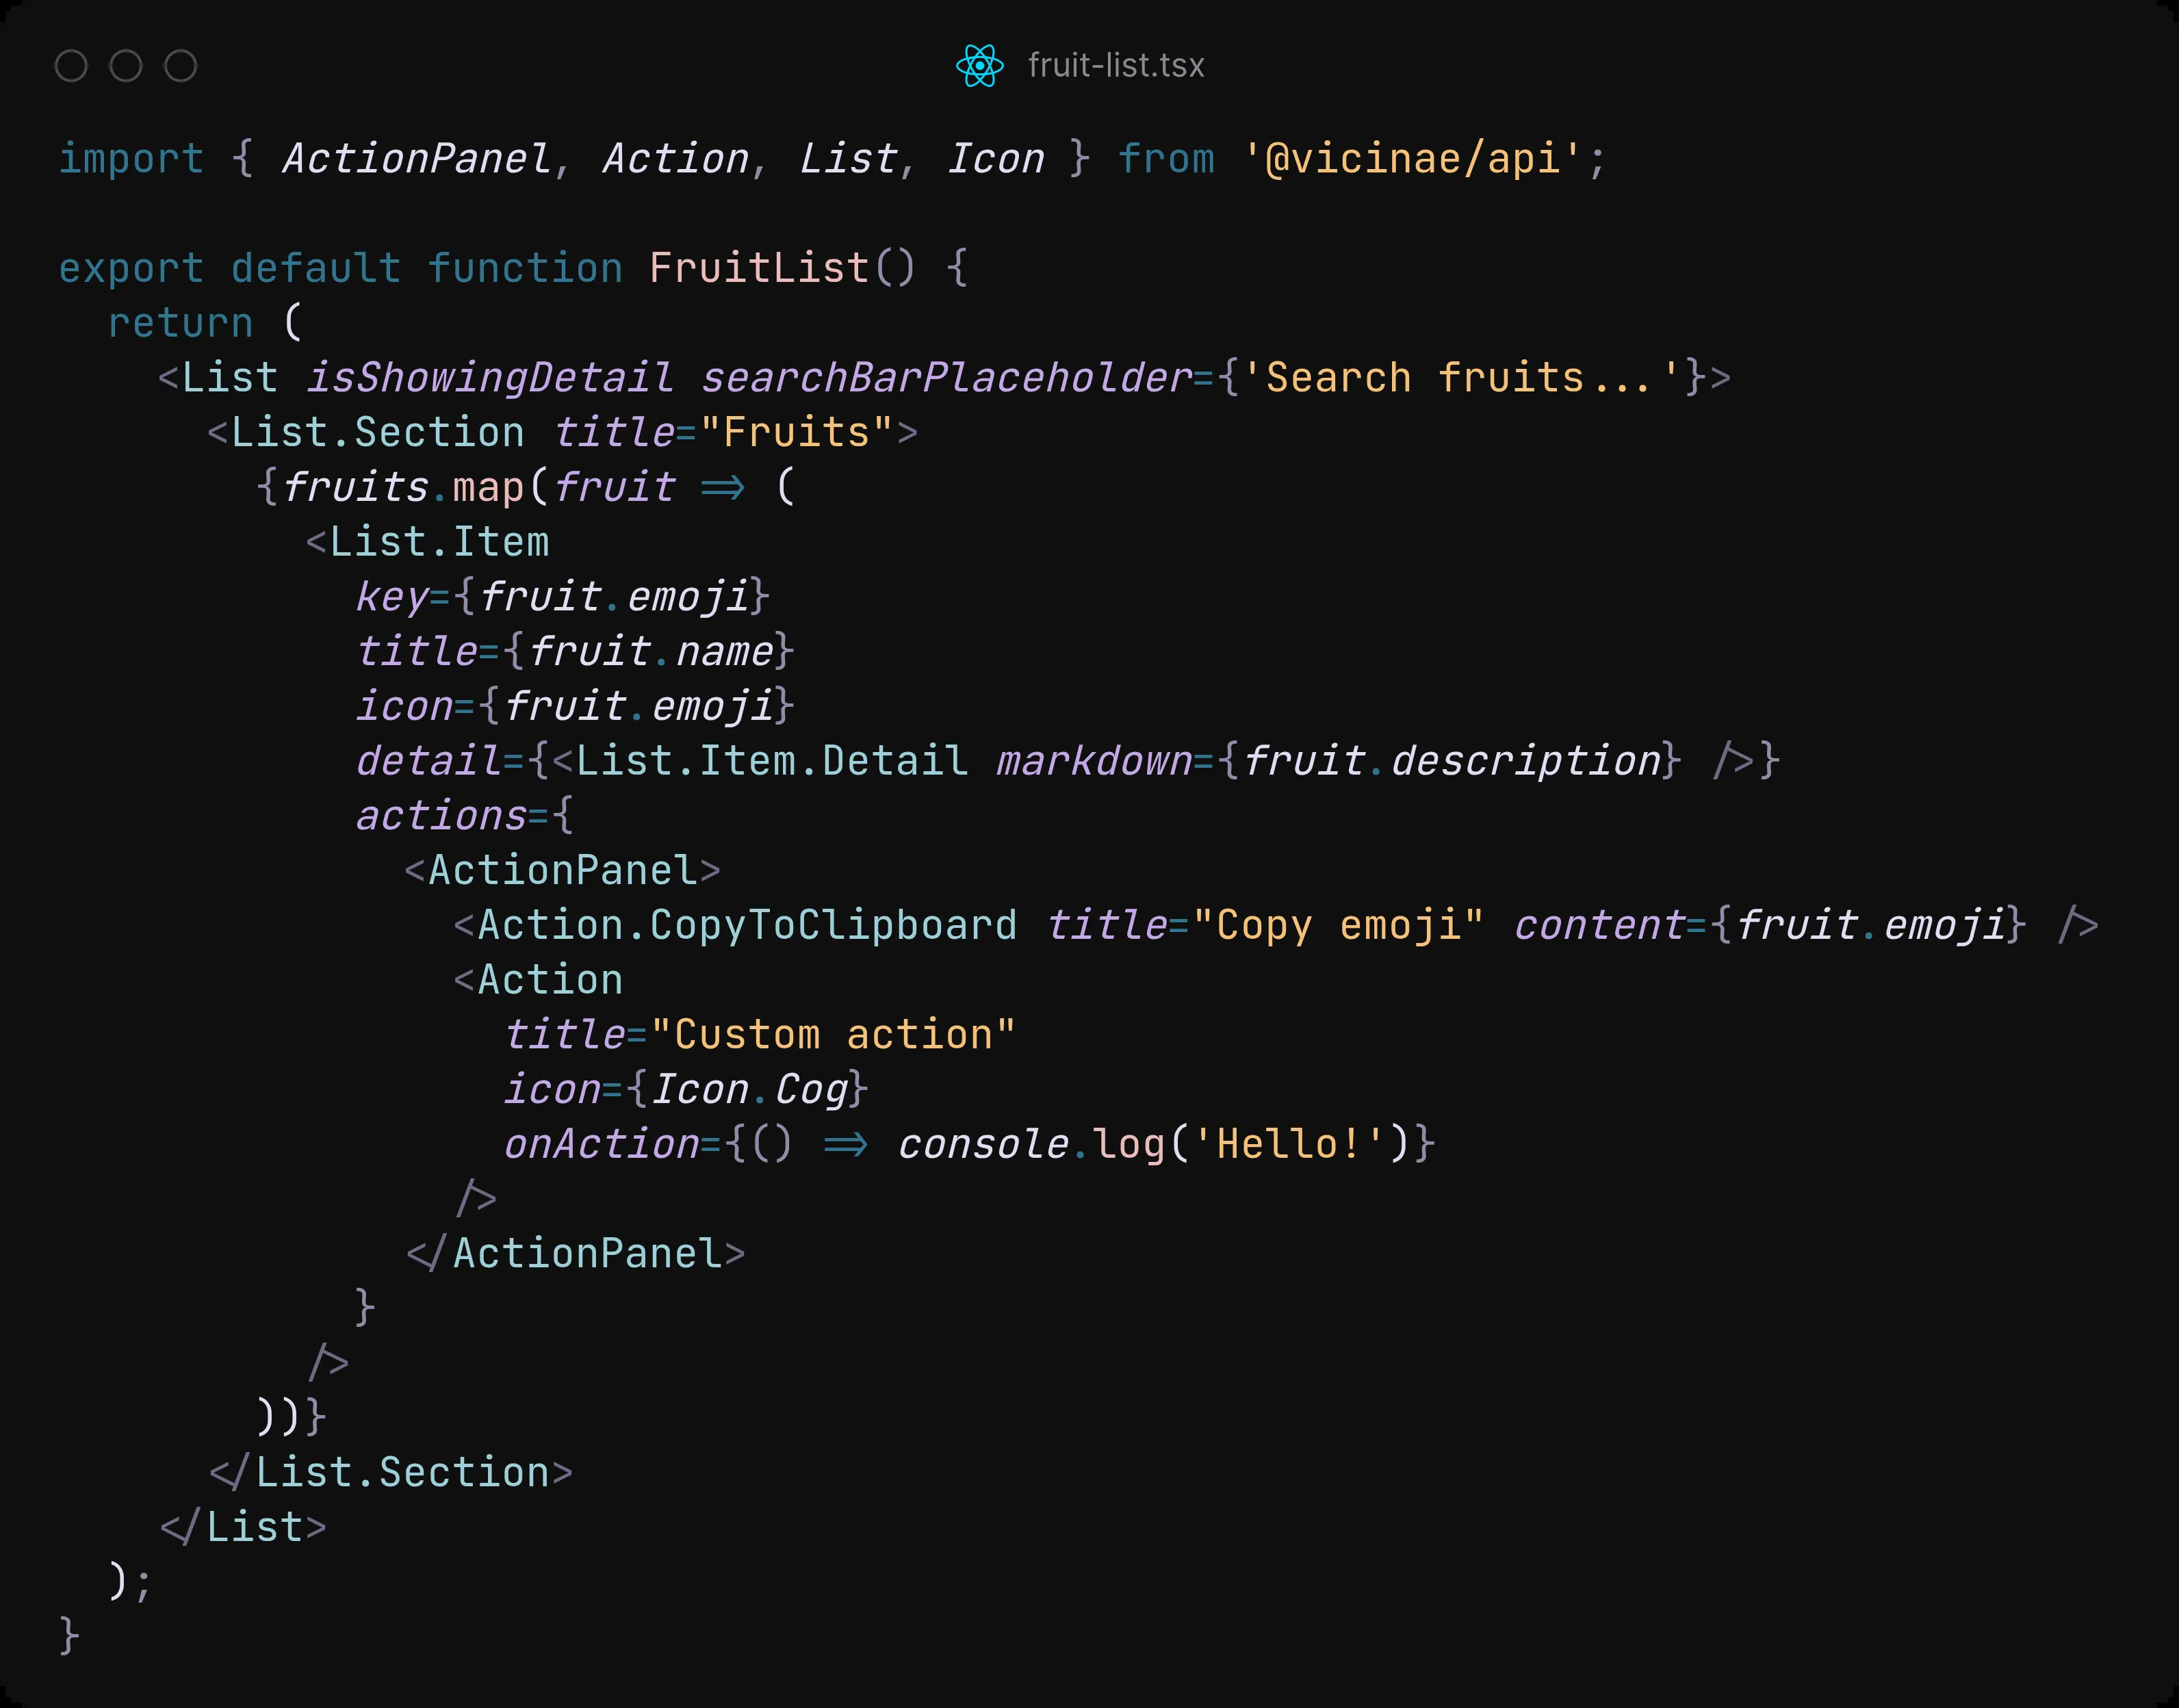 fruit-list.tsx
import { ActionPanel, Action, List, Icon } from '@vicinae/api';
export default function FruitList() {
  return (
    <List isShowingDetail searchBarPlaceholder={'Search fruits...'}>
      <List.Section title="Fruits">
        {fruits.map(fruit => (
          <List.Item
            key={fruit.emoji}
            title={fruit.name}
            icon={fruit.emoji}
            detail={<List.Item.Detail markdown={fruit.description} />}
            actions={
              <ActionPanel>
                <Action.CopyToClipboard title="Copy emoji" content={fruit.emoji} />
                <Action
                  title="Custom action"
                  icon={Icon.Cog}
                  onAction={() => console.log('Hello!')}
                />
              </ActionPanel>
            }
          />
        ))}
      </List.Section>
    </List>
  );
}